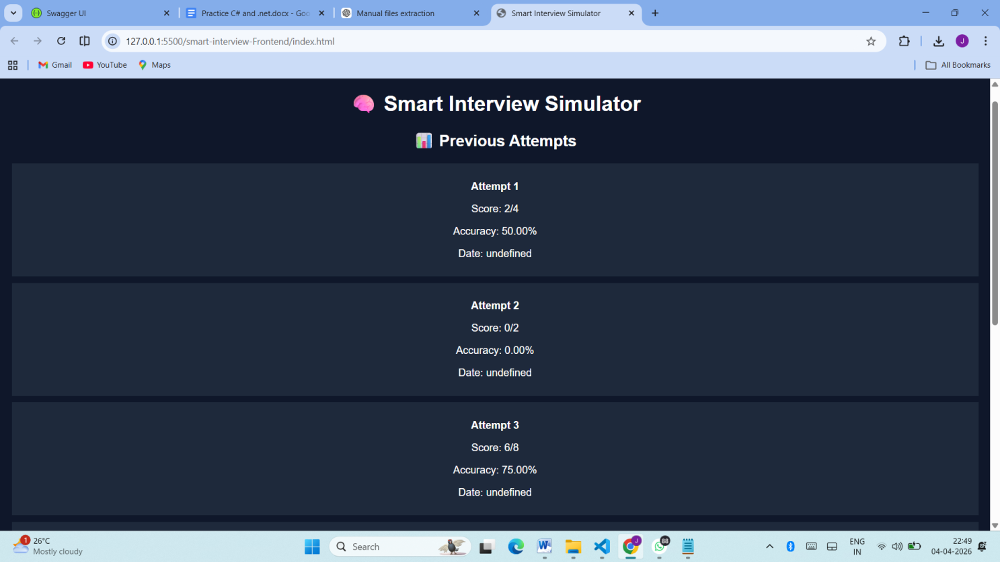 Swagger UI
Practice C# and .net.docx - Goo
Manual files extraction
Smart Interview Simulator
127.0.0.1:5500/smart-interview-Frontend/index.html
J
Gmail
YouTube
Maps
All Bookmarks
Smart Interview Simulator
Previous Attempts
Attempt 1
Score: 2/4
Accuracy: 50.00%
Date: undefined
Attempt 2
Score: 0/2
Accuracy: 0.00%
Date: undefined
Attempt 3
Score: 6/8
Accuracy: 75.00%
Date: undefined
1
26°C
Mostly cloudy
Search
J
88
ENG
IN
22:49
04-04-2026